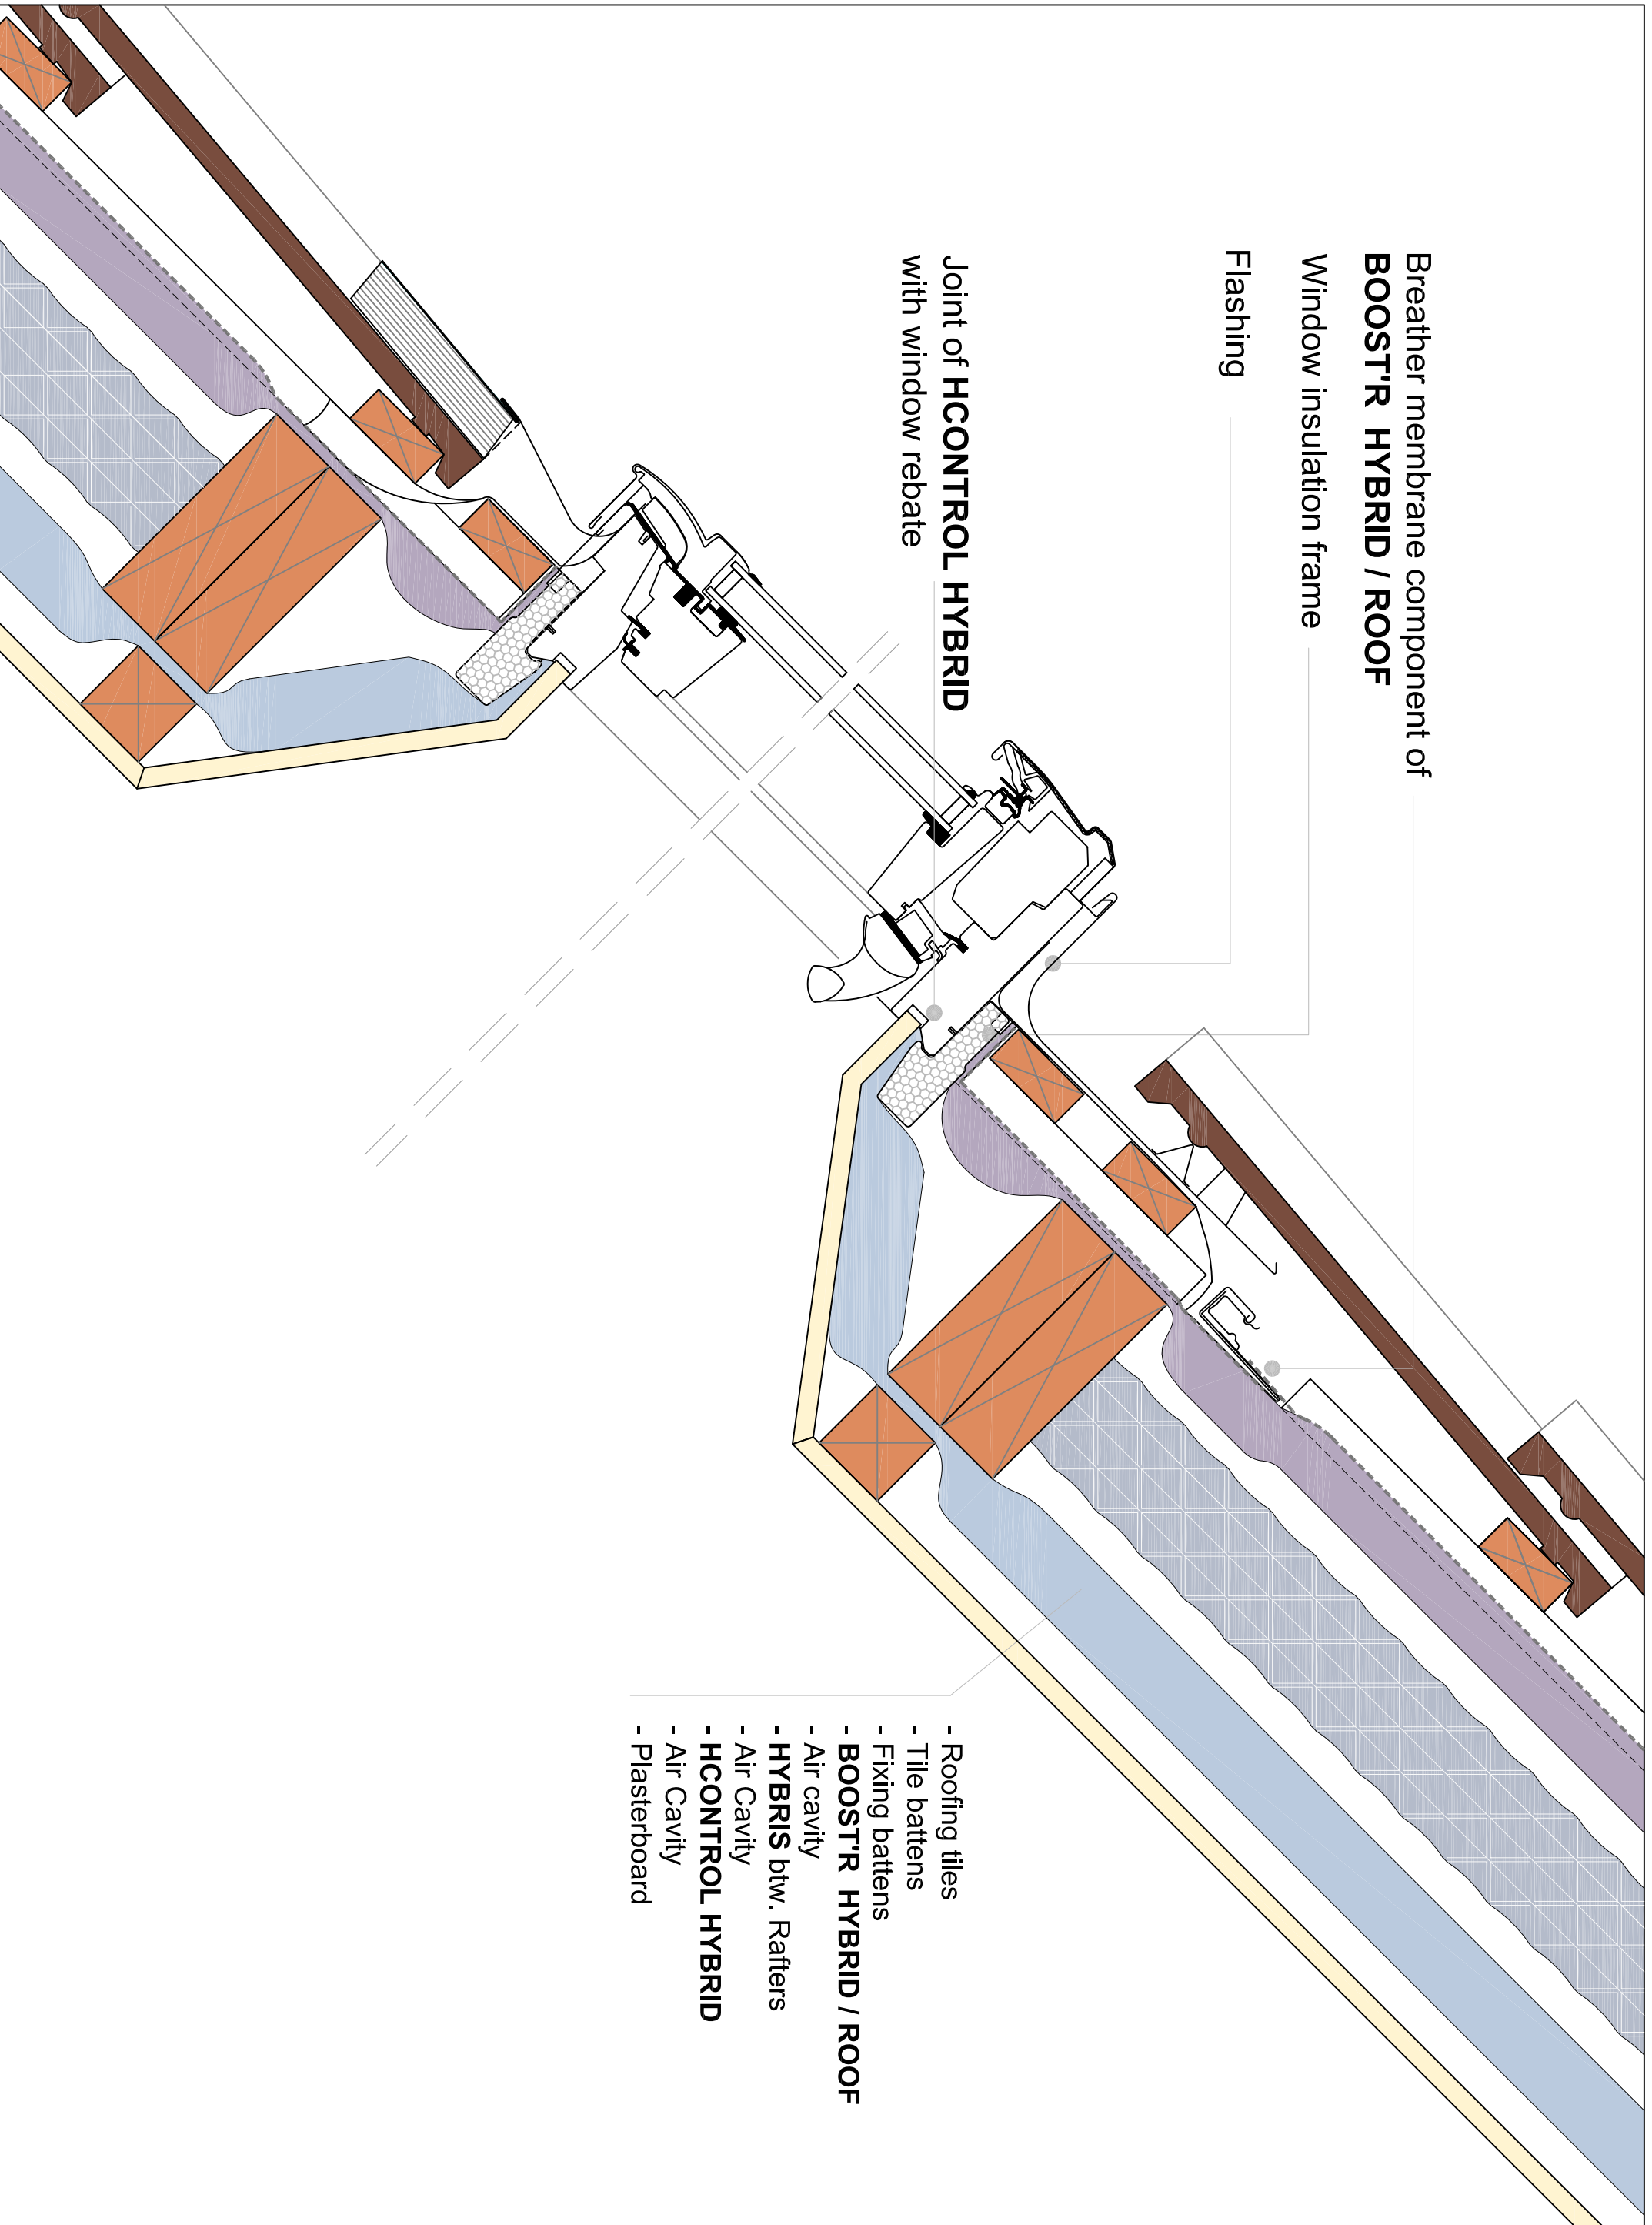 Breather membrane component of
BOOST'R HYBRID / ROOF
Window insulation frame
Flashing
Joint of HCONTROL HYBRID
with window rebate
- Roofing tiles
- Tile battens
- Fixing battens
- BOOST'R HYBRID / ROOF
- Air cavity
- HYBRIS btw. Rafters
- Air Cavity
- HCONTROL HYBRID
- Air Cavity
- Plasterboard